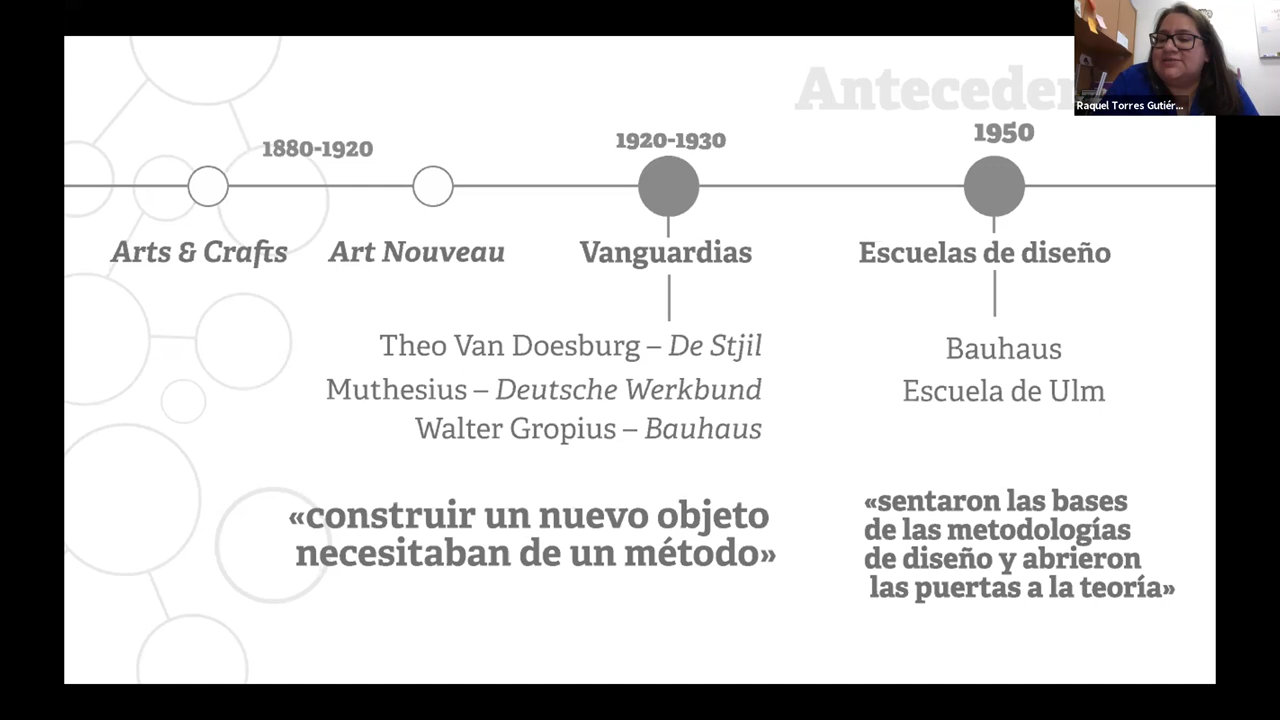 Anteceden
Raquel Torres Gutiér...
1880-1920
1920-1930
1950
Arts & Crafts
Art Nouveau
Vanguardias
Escuelas de diseño
Theo Van Doesburg – De Stjil
Muthesius – Deutsche Werkbund
Walter Gropius – Bauhaus
Bauhaus
Escuela de Ulm
«construir un nuevo objeto
necesitaban de un método»
«sentaron las bases
de las metodologías
de diseño y abrieron
las puertas a la teoría»